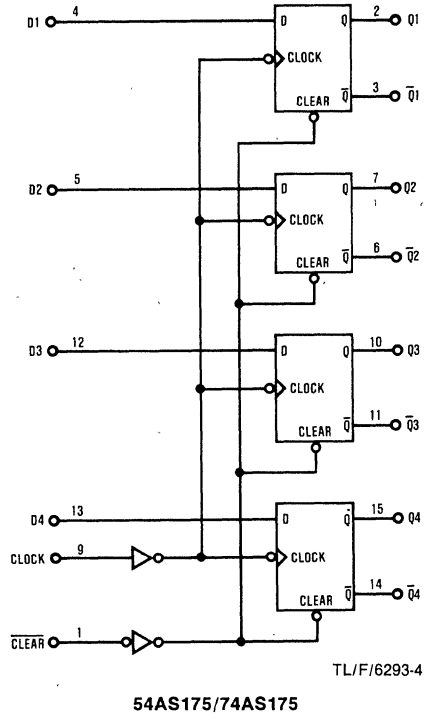 D1 4 D Q 2 Q1
CLOCK
Q̅ 3 Q̅1
CLEAR
D2 5 D Q 7 Q2
CLOCK
Q̅ 6 Q̅2
CLEAR
D3 12 D Q 10 Q3
CLOCK
Q̅ 11 Q̅3
CLEAR
D4 13 D Q 15 Q4
CLOCK 9 CLOCK
Q̅ 14 Q̅4
CLEAR
C̅L̅E̅A̅R̅ 1
TL/F/6293-4
54AS175/74AS175